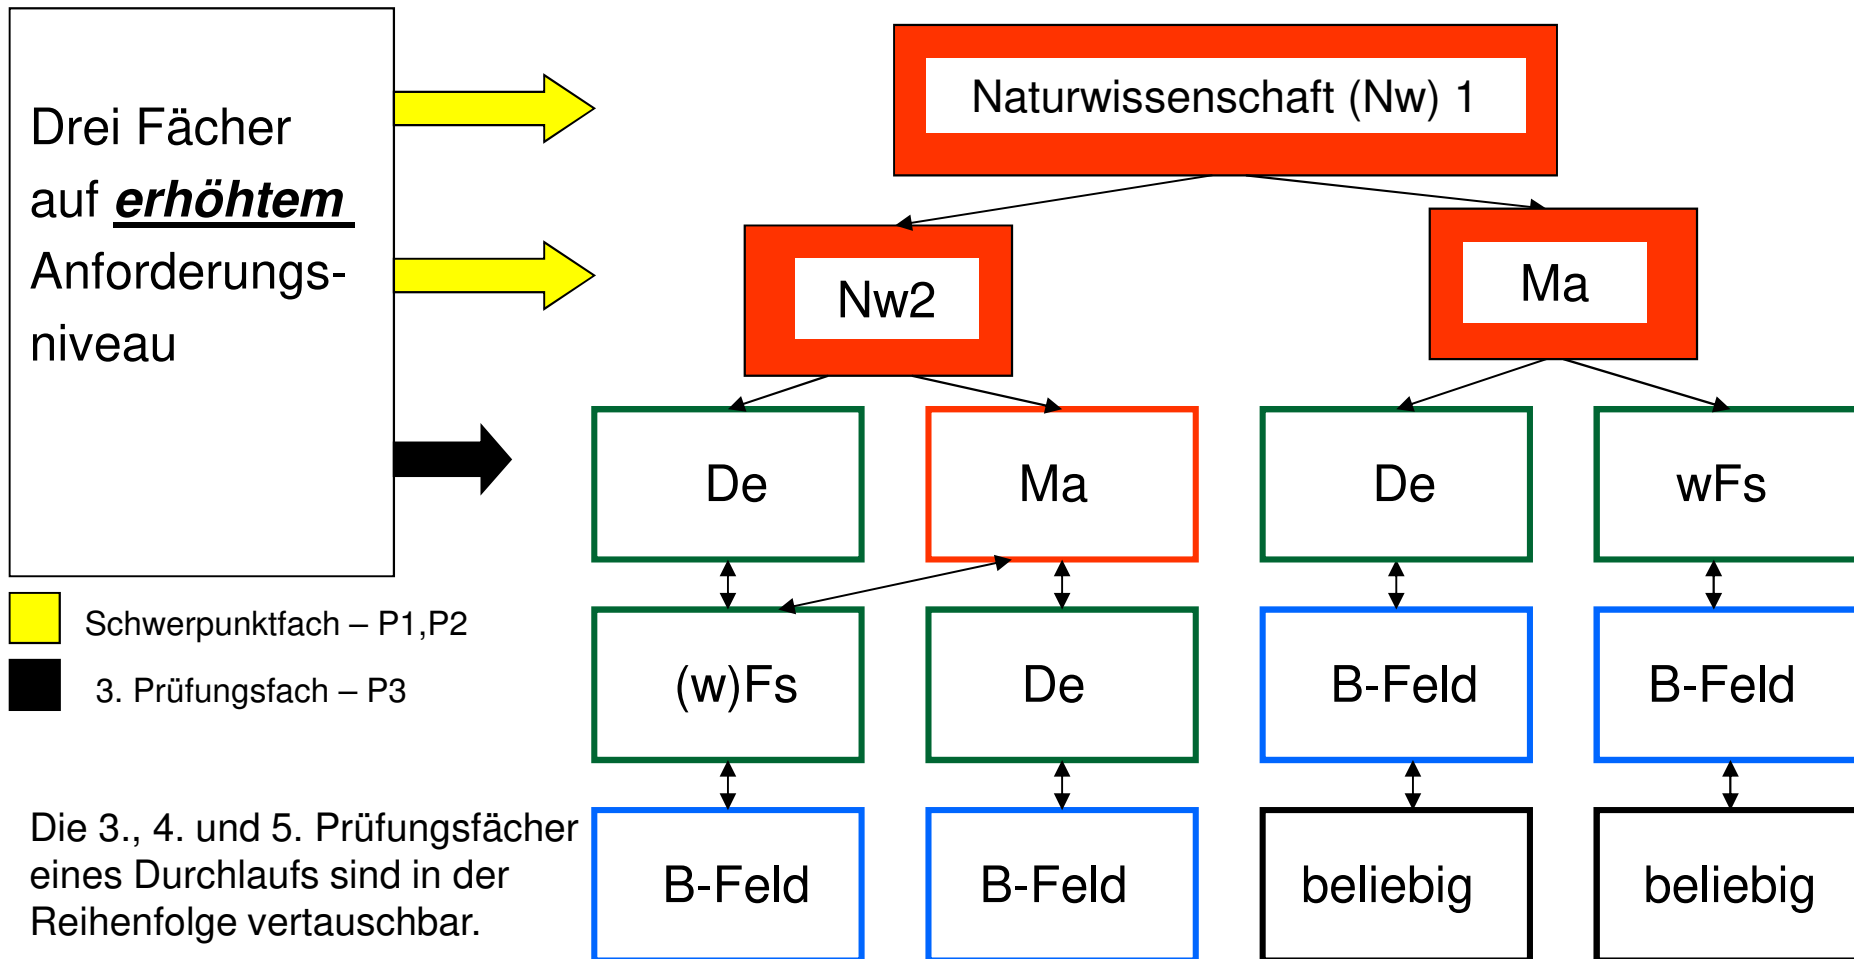 Drei Fächer
auf erhöhtem
Anforderungs-
niveau
Naturwissenschaft (Nw) 1
Nw2
Ma
De
Ma
De
wFs
(w)Fs
De
B-Feld
B-Feld
B-Feld
B-Feld
beliebig
beliebig
Schwerpunktfach – P1,P2
3. Prüfungsfach – P3
Die 3., 4. und 5. Prüfungsfächer
eines Durchlaufs sind in der
Reihenfolge vertauschbar.